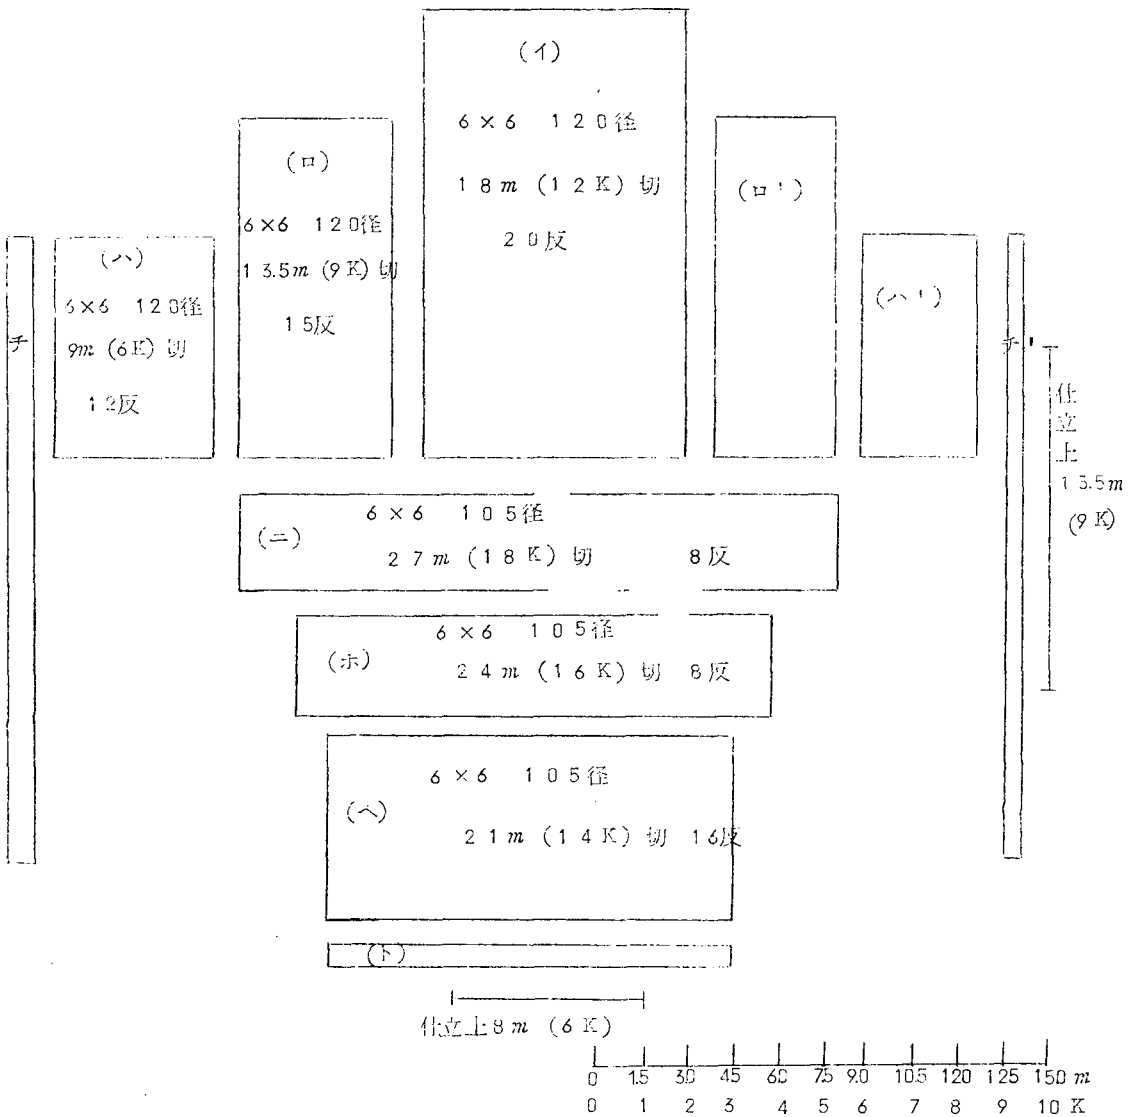 (イ)
6×6 120径
18m (12K) 切
20反
(ロ)
6×6 120径
13.5m (9K) 切
15反
(ロ')
(ハ)
6×6 120径
9m (6K) 切
12反
(ハ')
チ
チ'
仕立上
13.5m
(9K)
(ニ)
6×6 105径
27m (18K) 切 8反
(ホ)
6×6 105径
24m (16K) 切 8反
(ヘ)
6×6 105径
21m (14K) 切 16反
(ト)
仕立上8m (6K)
0 1.5 3.0 4.5 6.0 7.5 9.0 10.5 12.0 12.5 15.0 m
0 1 2 3 4 5 6 7 8 9 10 K